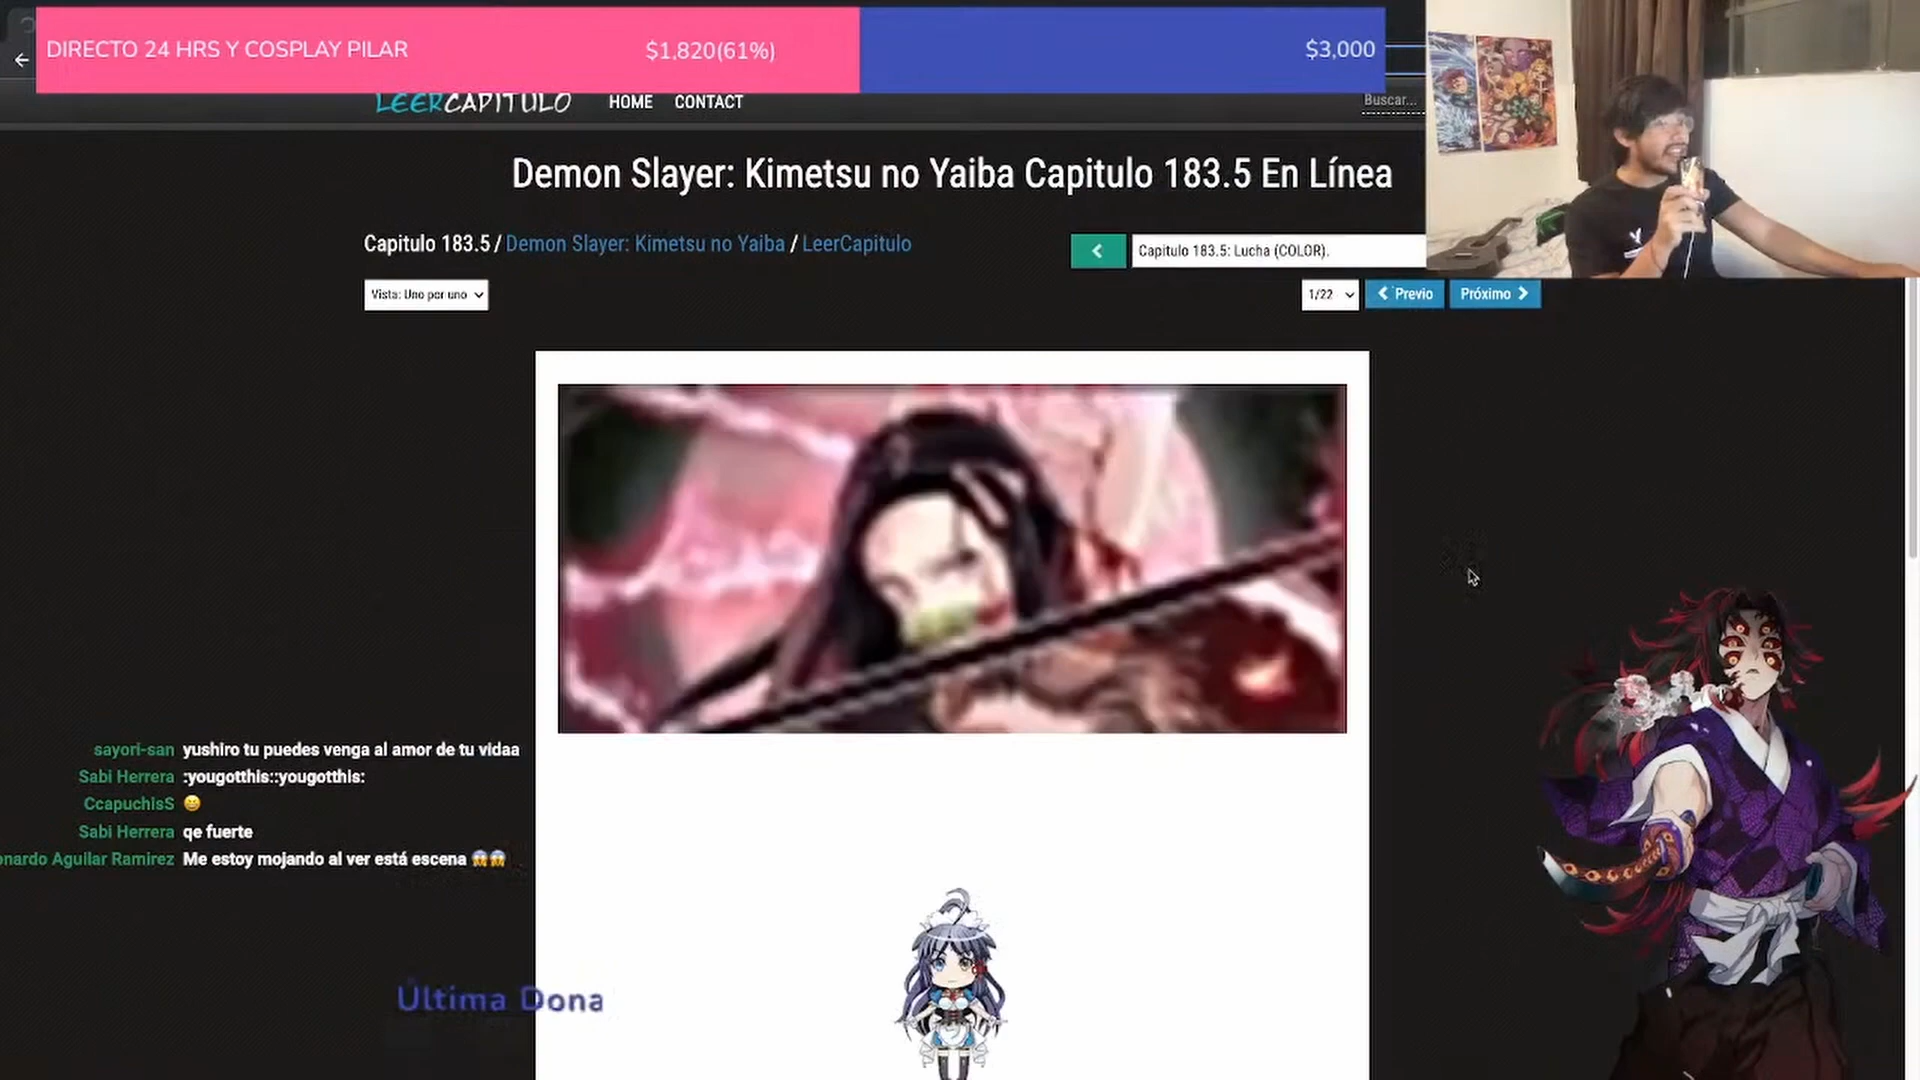 DIRECTO 24 HRS Y COSPLAY PILAR $1,820(61%) $3,000
LEERCAPITULO HOME CONTACT Buscar...
Demon Slayer: Kimetsu no Yaiba Capitulo 183.5 En Línea
Capitulo 183.5 / Demon Slayer: Kimetsu no Yaiba / LeerCapitulo
Capitulo 183.5: Lucha (COLOR).
Vista: Uno por uno
1/22 Previo Próximo
sayori-san yushiro tu puedes venga al amor de tu vidaa
Sabi Herrera :yougotthis::yougotthis:
CcapuchisS 😄
Sabi Herrera qe fuerte
onardo Aguilar Ramirez Me estoy mojando al ver está escena 😱😱
Ultima Dona